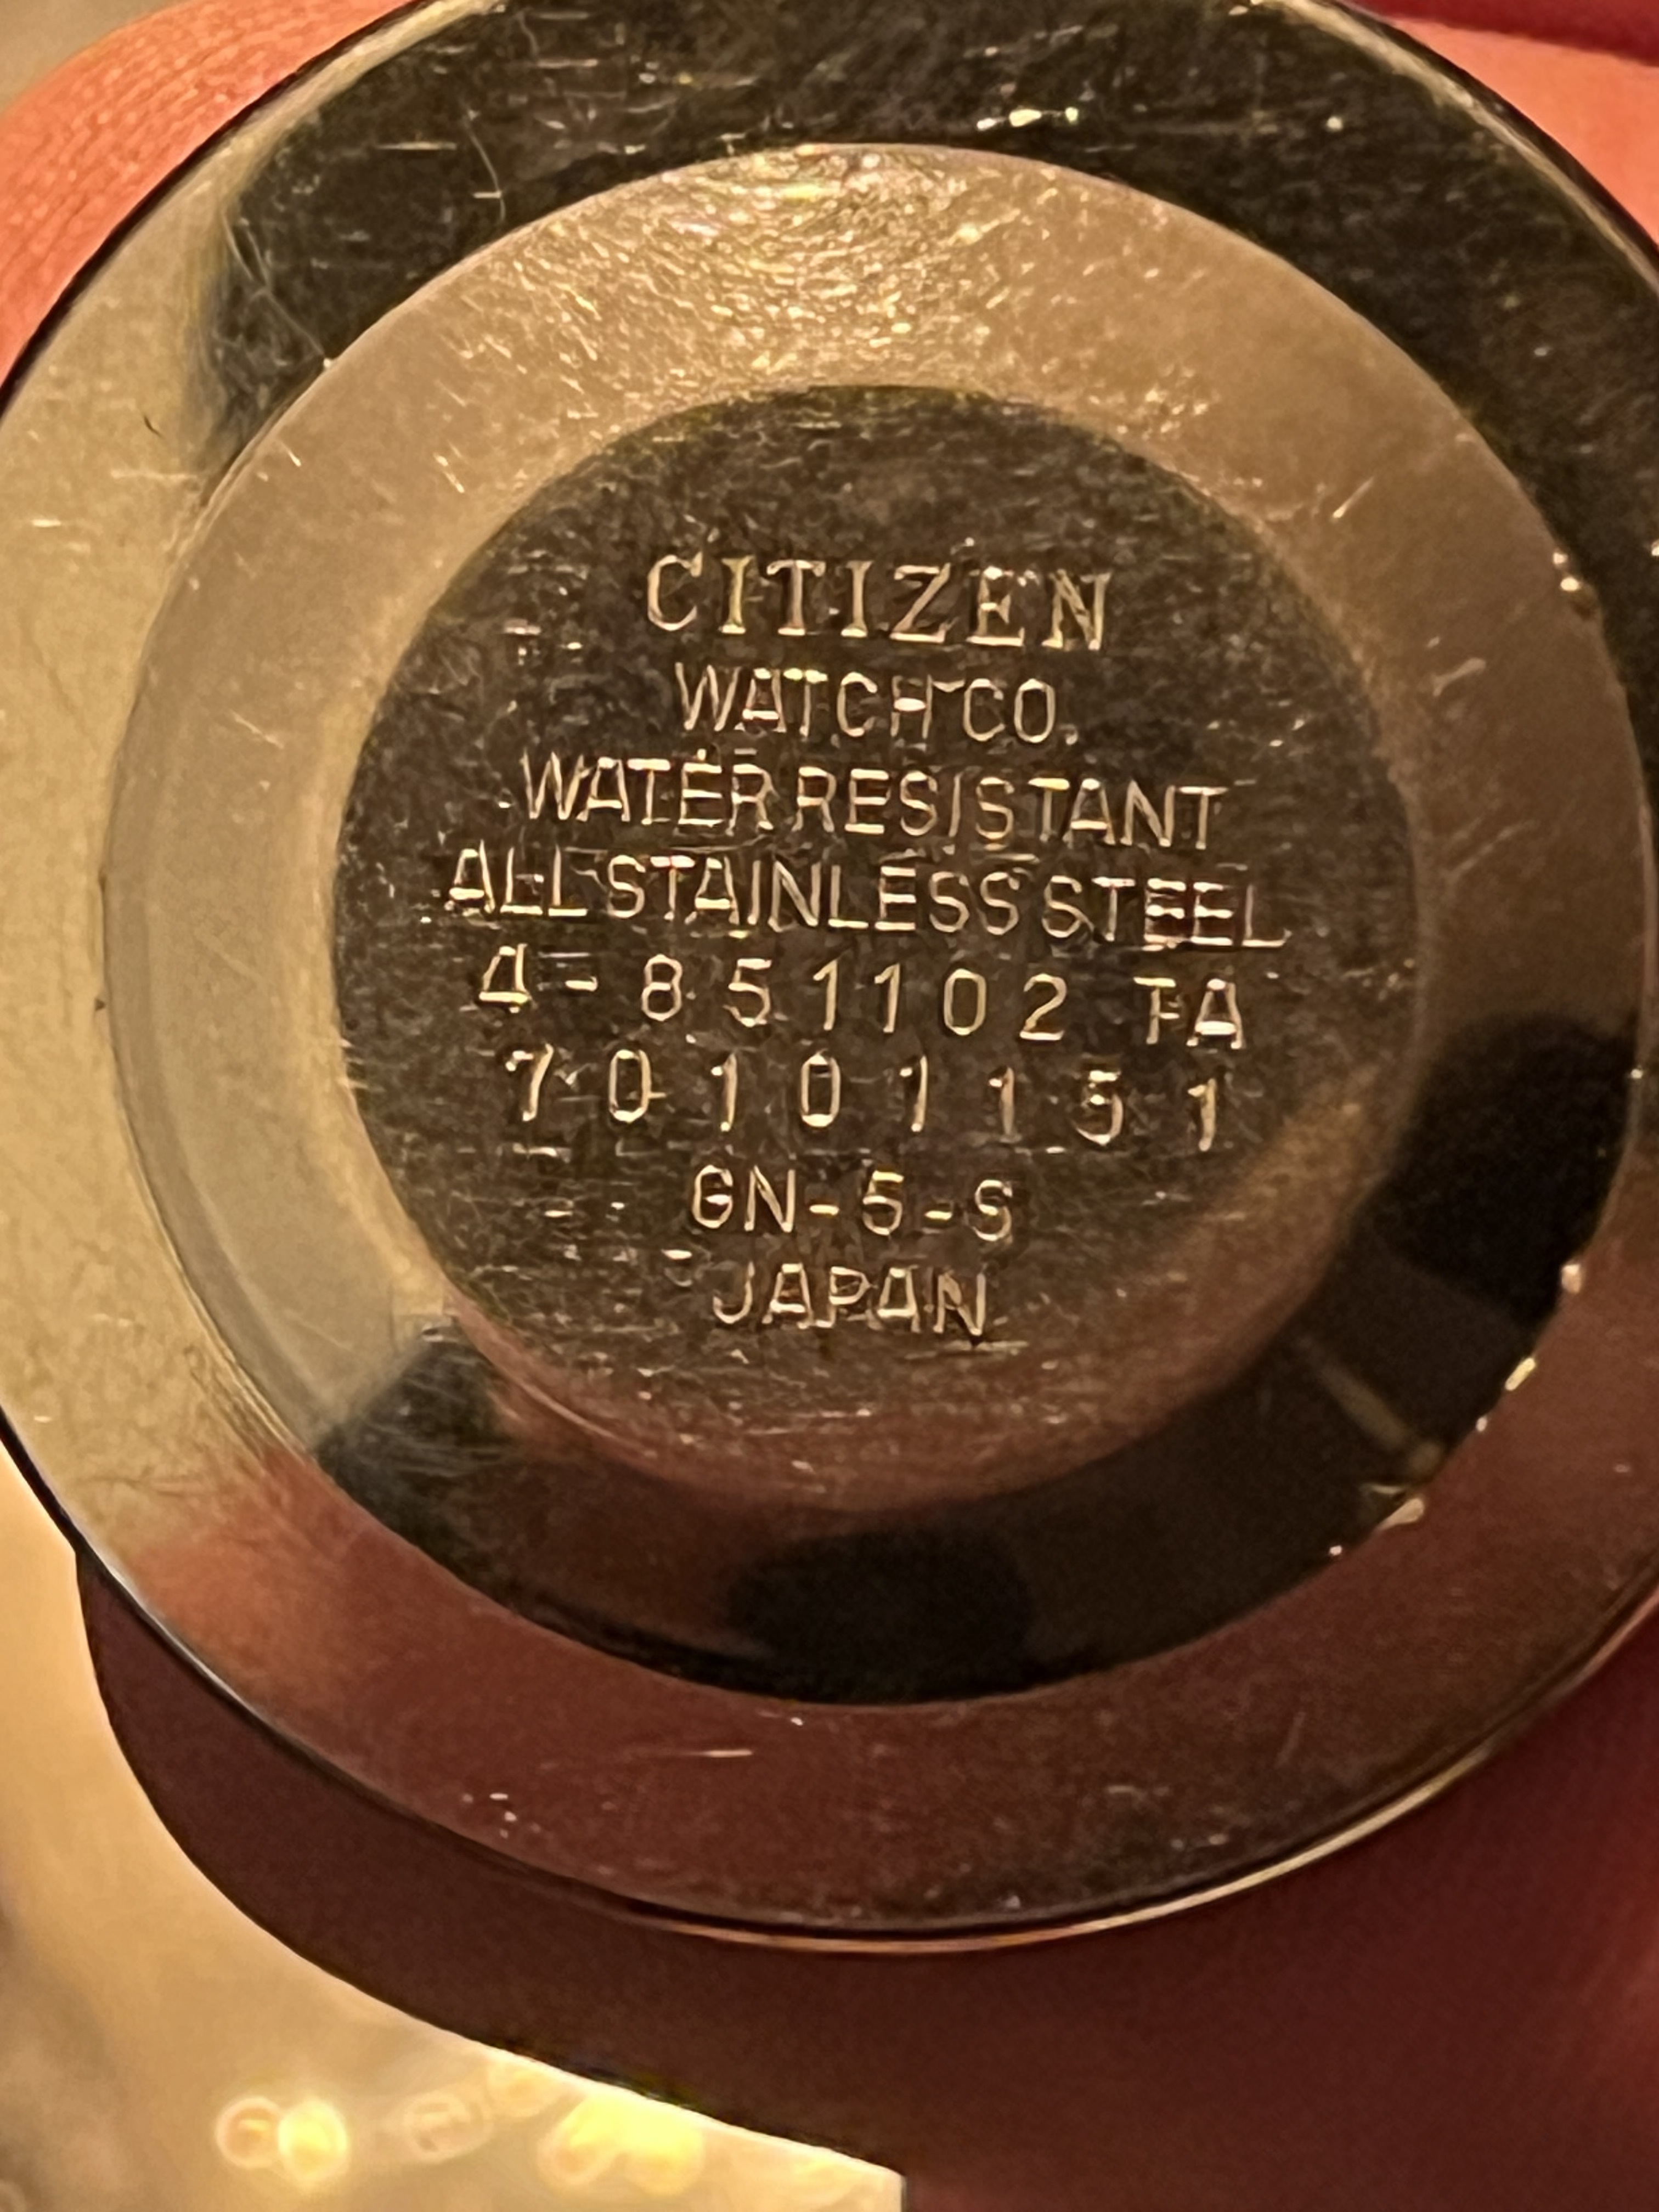 CITIZEN
WATCH CO.
WATER RESISTANT
ALL STAINLESS STEEL
4-851102 TA
70101151
GN-5-S
JAPAN